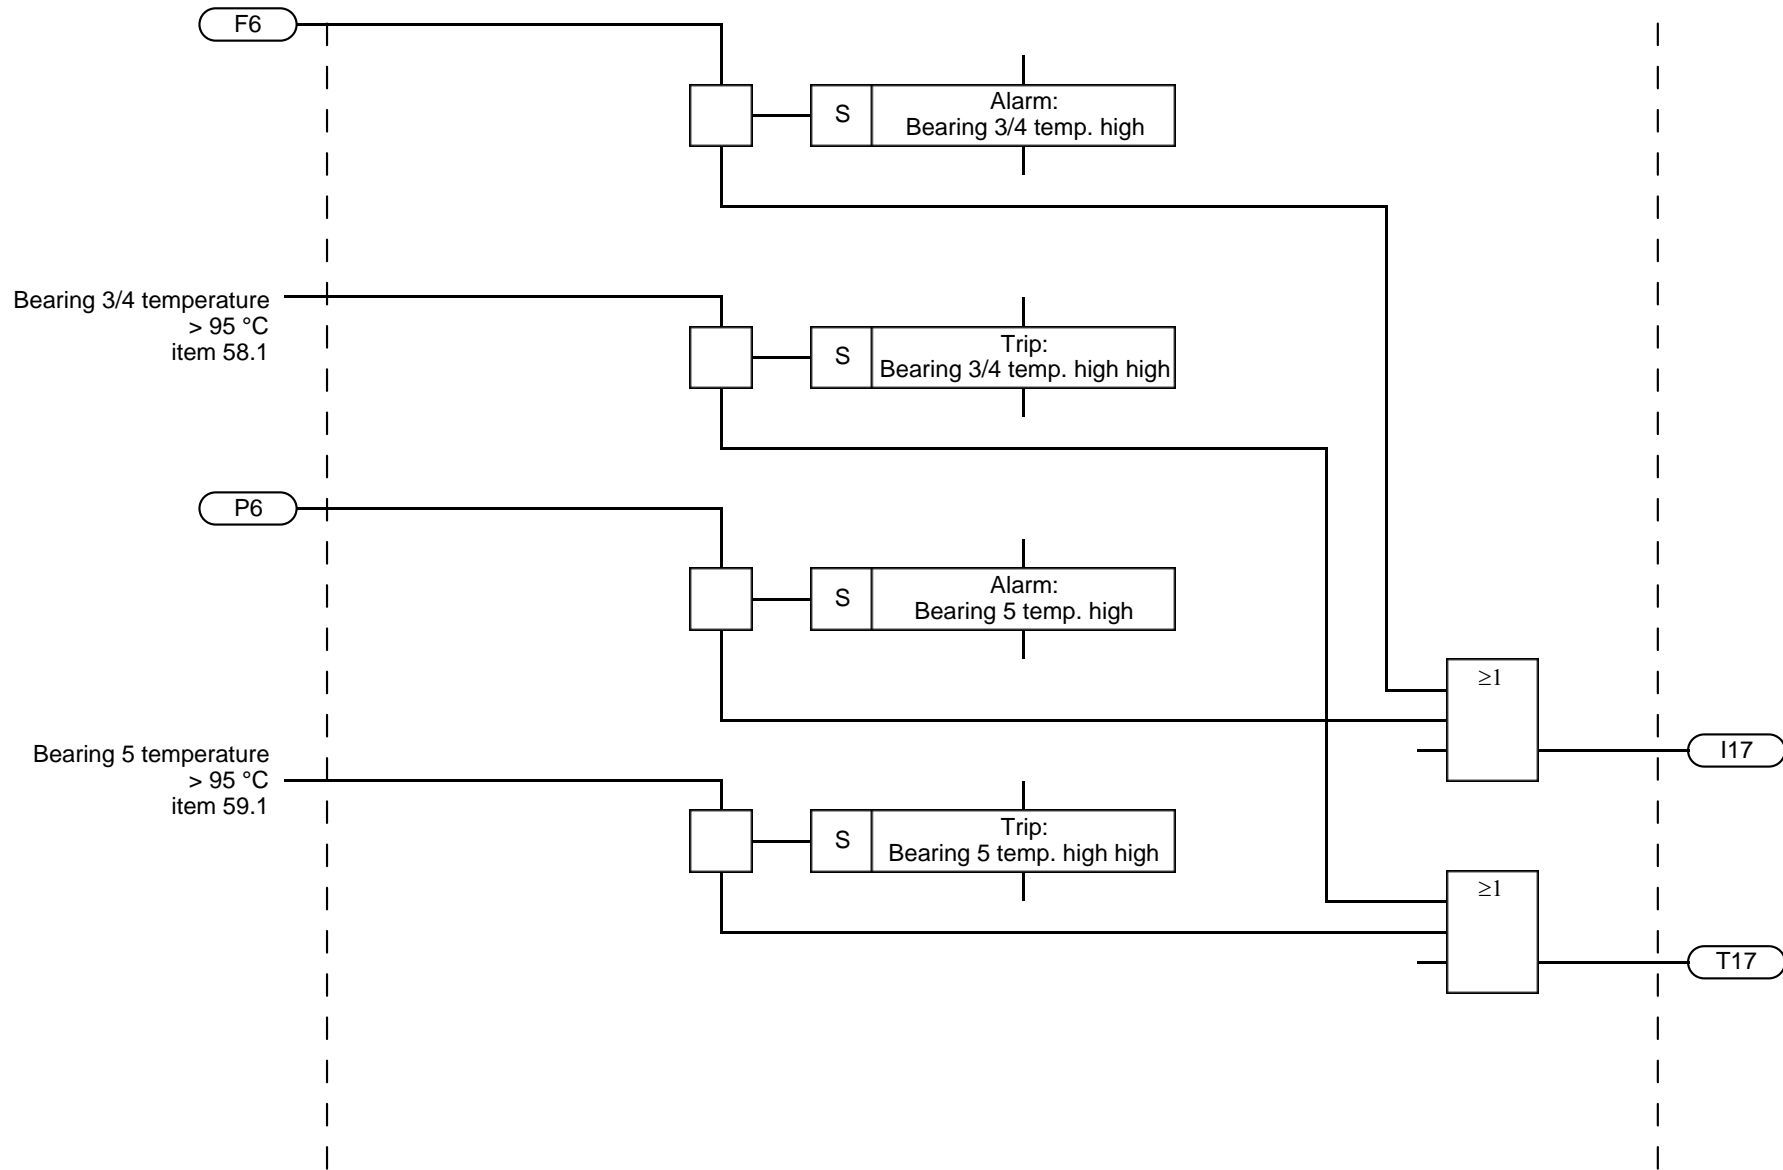 F6
S
Alarm:
Bearing 3/4 temp. high
Bearing 3/4 temperature
> 95 °C
item 58.1
S
Trip:
Bearing 3/4 temp. high high
P6
S
Alarm:
Bearing 5 temp. high
≥1
I17
Bearing 5 temperature
> 95 °C
item 59.1
S
Trip:
Bearing 5 temp. high high
≥1
T17